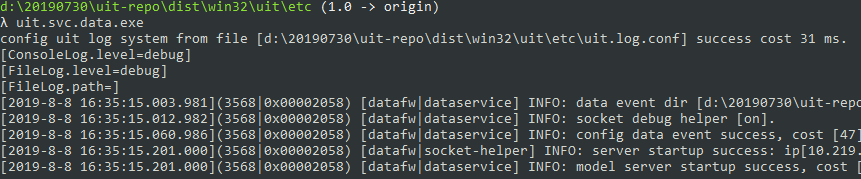 d:\20190730\uit-repo\dist\win32\uit\etc (1.0 -> origin)
λ uit.svc.data.exe
config uit log system from file [d:\20190730\uit-repo\dist\win32\uit\etc\uit.log.conf] success cost 31 ms.
[ConsoleLog.level=debug]
[FileLog.level=debug]
[FileLog.path=]
[2019-8-8 16:35:15.003.981](3568|0x00002058) [datafw|dataservice] INFO: data event dir [d:\20190730\uit-repo
[2019-8-8 16:35:15.012.982](3568|0x00002058) [datafw|dataservice] INFO: socket debug helper [on].
[2019-8-8 16:35:15.060.986](3568|0x00002058) [datafw|dataservice] INFO: config data event success, cost [47]
[2019-8-8 16:35:15.201.000](3568|0x00002058) [datafw|socket-helper] INFO: server startup success: ip[10.219.
[2019-8-8 16:35:15.201.000](3568|0x00002058) [datafw|dataservice] INFO: model server startup success, cost [